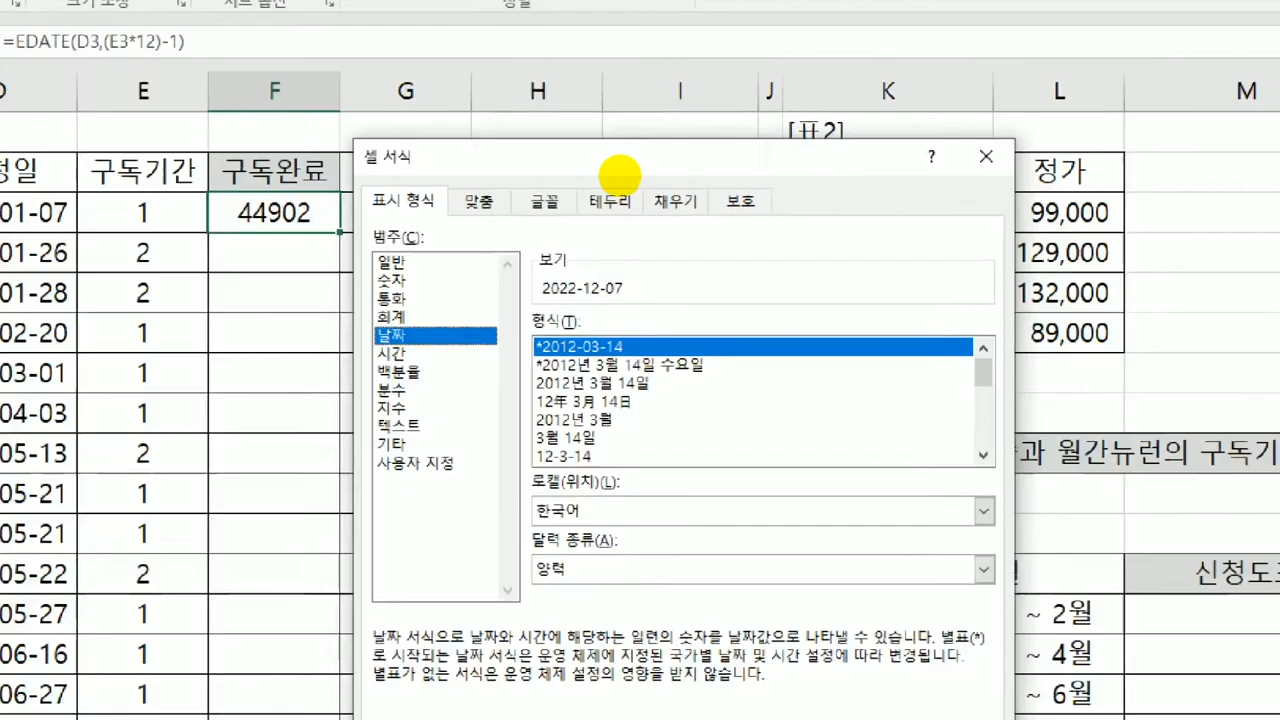 =EDATE(D3,(E3*12)-1)
E F G H I J K L M
[표2]
구독기간 구독완료 정가
01-07 1 44902 99,000
01-26 2 129,000
01-28 2 132,000
02-20 1 89,000
03-01 1
04-03 1
05-13 2 과 월간뉴런의 구독기
05-21 1
05-21 1
05-22 2 신청도
05-27 1 ~ 2월
06-16 1 ~ 4월
06-27 1 ~ 6월
셀 서식 ?
표시 형식 맞춤 글꼴 테두리 채우기 보호
범주(C):
일반
숫자
통화
회계
날짜
시간
백분율
분수
지수
텍스트
기타
사용자 지정
보기
2022-12-07
형식(T):
*2012-03-14
*2012년 3월 14일 수요일
2012년 3월 14일
12年 3月 14日
2012년 3월
3월 14일
12-3-14
로캘(위치)(L):
한국어
달력 종류(A):
양력
날짜 서식으로 날짜와 시간에 해당하는 일련의 숫자를 날짜값으로 나타낼 수 있습니다. 별표(*)
로 시작되는 날짜 서식은 운영 체제에 지정된 국가별 날짜 및 시간 설정에 따라 변경됩니다.
별표가 없는 서식은 운영 체제 설정의 영향을 받지 않습니다.